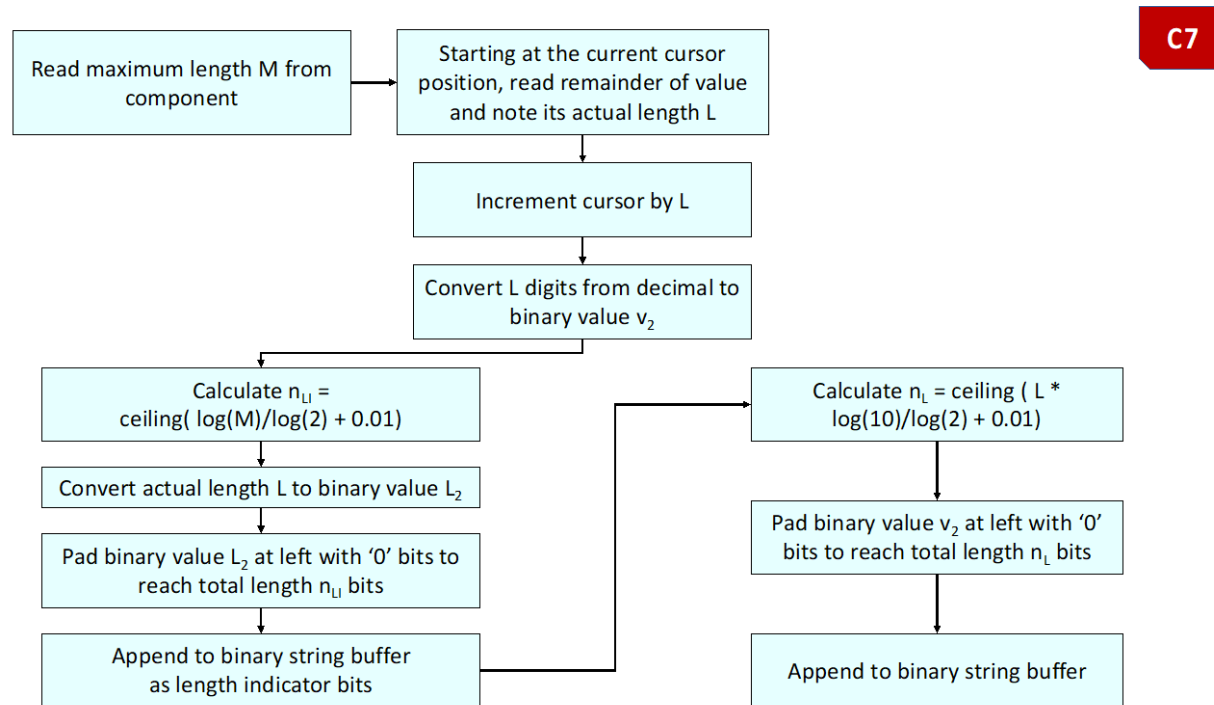 C7
Read maximum length M from
component
Starting at the current cursor
position, read remainder of value
and note its actual length L
Increment cursor by L
Convert L digits from decimal to
binary value v₂
Calculate nLI =
ceiling( log(M)/log(2) + 0.01)
Convert actual length L to binary value L₂
Pad binary value L₂ at left with ‘0’ bits to
reach total length nLI bits
Append to binary string buffer
as length indicator bits
Calculate nL = ceiling ( L *
log(10)/log(2) + 0.01)
Pad binary value v₂ at left with ‘0’
bits to reach total length nL bits
Append to binary string buffer